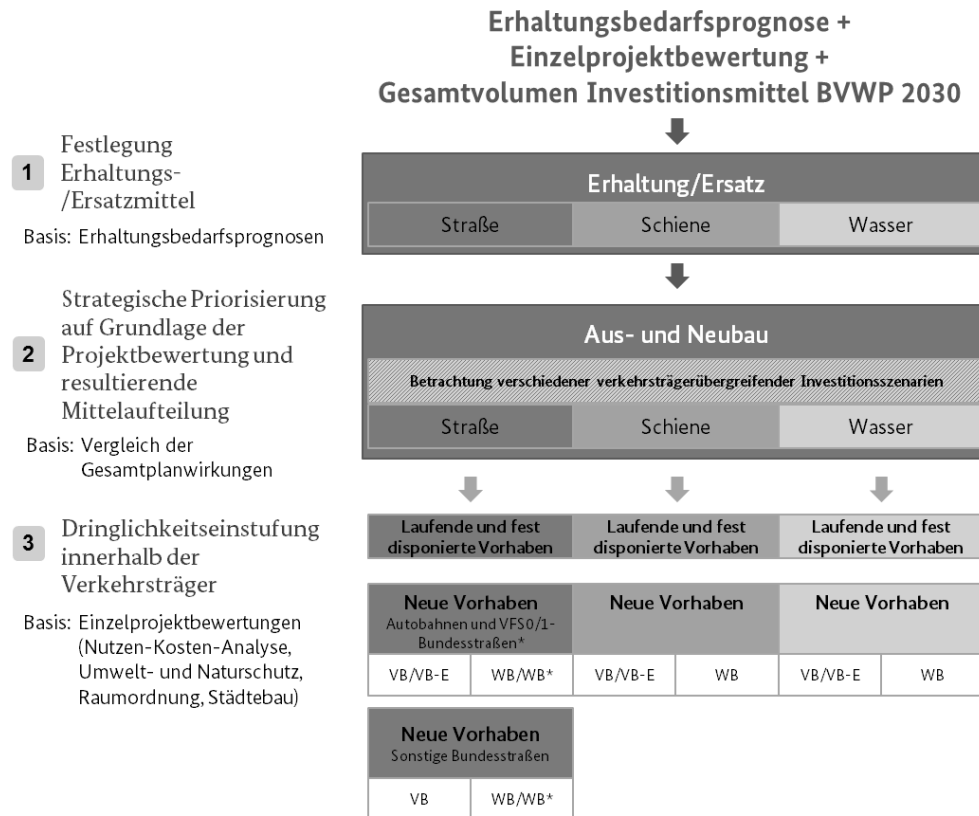 Erhaltungsbedarfsprognose +
Einzelprojektbewertung +
Gesamtvolumen Investitionsmittel BVWP 2030
1
Festlegung
Erhaltungs-
/Ersatzmittel
Basis: Erhaltungsbedarfsprognosen
Erhaltung/Ersatz
Straße
Schiene
Wasser
2
Strategische Priorisierung
auf Grundlage der
Projektbewertung und
resultierende
Mittelaufteilung
Basis: Vergleich der
Gesamtplanwirkungen
Aus- und Neubau
Betrachtung verschiedener verkehrsträgerübergreifender Investitionsszenarien
Straße
Schiene
Wasser
3
Dringlichkeitseinstufung
innerhalb der
Verkehrsträger
Basis: Einzelprojektbewertungen
(Nutzen-Kosten-Analyse,
Umwelt- und Naturschutz,
Raumordnung, Städtebau)
Laufende und fest
disponierte Vorhaben
Laufende und fest
disponierte Vorhaben
Laufende und fest
disponierte Vorhaben
Neue Vorhaben
Autobahnen und VFS0/1-
Bundesstraßen*
VB/VB-E
WB/WB*
Neue Vorhaben
VB/VB-E
WB
Neue Vorhaben
VB/VB-E
WB
Neue Vorhaben
Sonstige Bundesstraßen
VB
WB/WB*